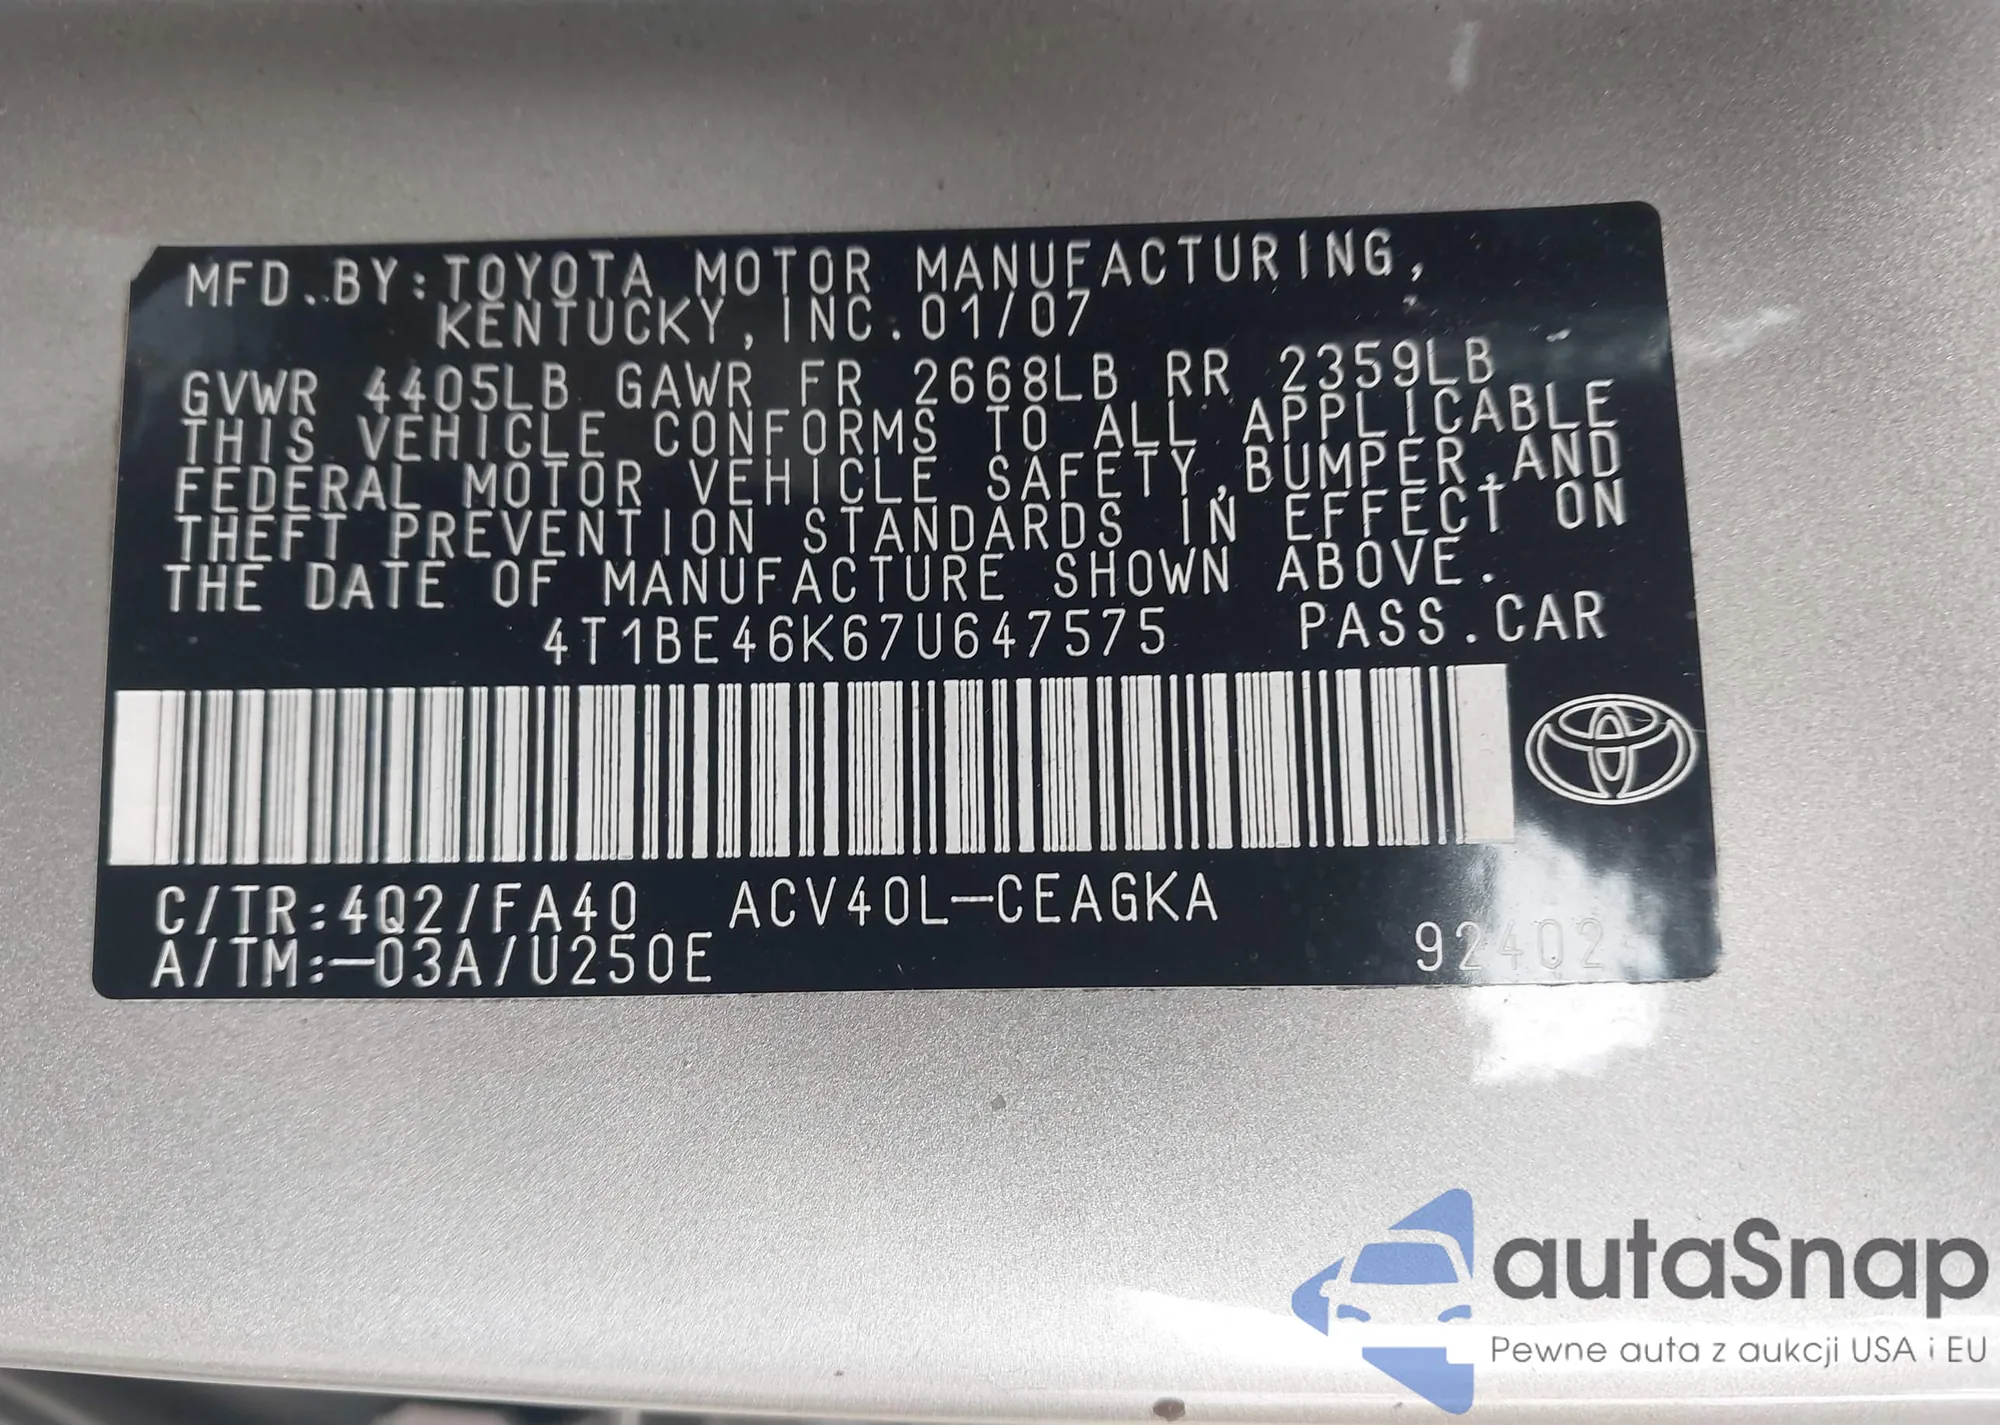 MFD. BY: TOYOTA MOTOR MANUFACTURING,
KENTUCKY, INC. 01/07
GVWR 4405LB GAWR FR 2668LB RR 2359LB
THIS VEHICLE CONFORMS TO ALL APPLICABLE
FEDERAL MOTOR VEHICLE SAFETY, BUMPER, AND
THEFT PREVENTION STANDARDS IN EFFECT ON
THE DATE OF MANUFACTURE SHOWN ABOVE.
4T1BE46K67U647575 PASS. CAR
C/TR: 4Q2/FA40 ACV40L-CEAGKA
A/TM: -03A/U250E 92402
autaSnap
Pewne auta z aukcji USA i EU